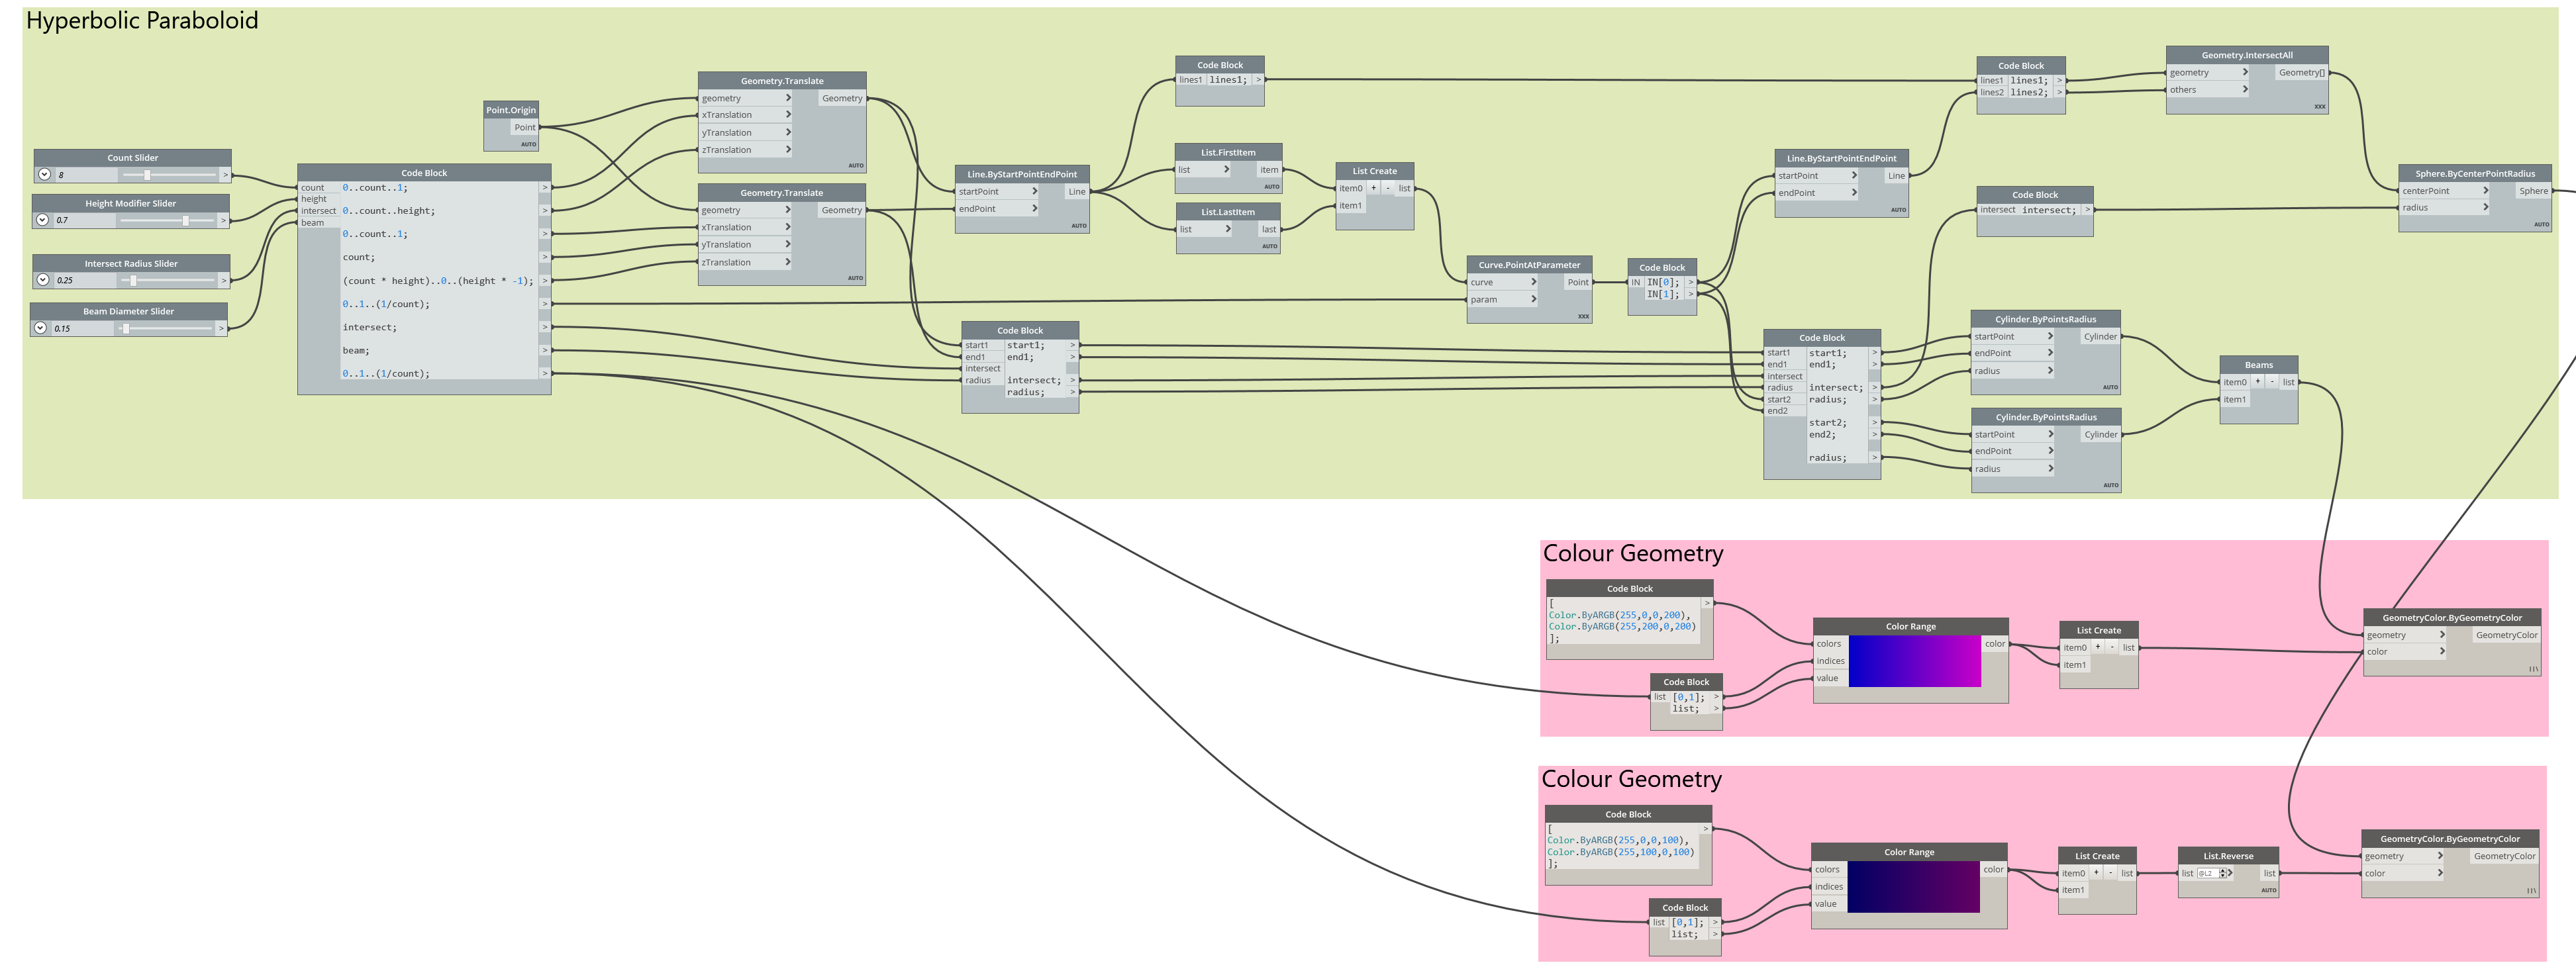 Hyperbolic Paraboloid
Count Slider
8
>
Height Modifier Slider
0.7
>
Intersect Radius Slider
0.25
>
Beam Diameter Slider
0.15
>
Code Block
count
height
intersect
beam
0..count..1; >
0..count..height; >
0..count..1; >
count; >
(count * height)..0..(height * -1); >
0..1..(1/count); >
intersect; >
beam; >
0..1..(1/count); >
Point.Origin
Point
AUTO
Geometry.Translate
geometry > Geometry
xTranslation >
yTranslation >
zTranslation >
AUTO
Geometry.Translate
geometry > Geometry
xTranslation >
yTranslation >
zTranslation >
AUTO
Line.ByStartPointEndPoint
startPoint > Line
endPoint >
AUTO
Code Block
start1 start1; >
end1 end1; >
intersect
radius intersect; >
radius; >
Code Block
lines1 lines1; >
List.FirstItem
list > item
AUTO
List.LastItem
list > last
AUTO
List Create
item0 + - list
item1
Curve.PointAtParameter
curve > Point
param >
XXX
Code Block
IN IN[0]; >
IN[1]; >
Line.ByStartPointEndPoint
startPoint > Line
endPoint >
AUTO
Code Block
start1 start1; >
end1 end1; >
intersect
radius intersect; >
start2 radius; >
end2
start2; >
end2; >
radius; >
Code Block
lines1 lines1; >
lines2 lines2; >
Code Block
intersect intersect; >
Geometry.IntersectAll
geometry > Geometry[]
others >
XXX
Sphere.ByCenterPointRadius
centerPoint > Sphere
radius >
AUTO
Cylinder.ByPointsRadius
startPoint > Cylinder
endPoint >
radius >
AUTO
Cylinder.ByPointsRadius
startPoint > Cylinder
endPoint >
radius >
AUTO
Beams
item0 + - list
item1
Colour Geometry
Code Block
[ >
Color.ByARGB(255,0,0,200),
Color.ByARGB(255,200,0,200)
];
Code Block
list [0,1]; >
list; >
Color Range
colors color
indices
value
List Create
item0 + - list
item1
GeometryColor.ByGeometryColor
geometry > GeometryColor
color >
Colour Geometry
Code Block
[ >
Color.ByARGB(255,0,0,100),
Color.ByARGB(255,100,0,100)
];
Code Block
list [0,1]; >
list; >
Color Range
colors color
indices
value
List Create
item0 + - list
item1
List.Reverse
list @L2 > list
AUTO
GeometryColor.ByGeometryColor
geometry > GeometryColor
color >